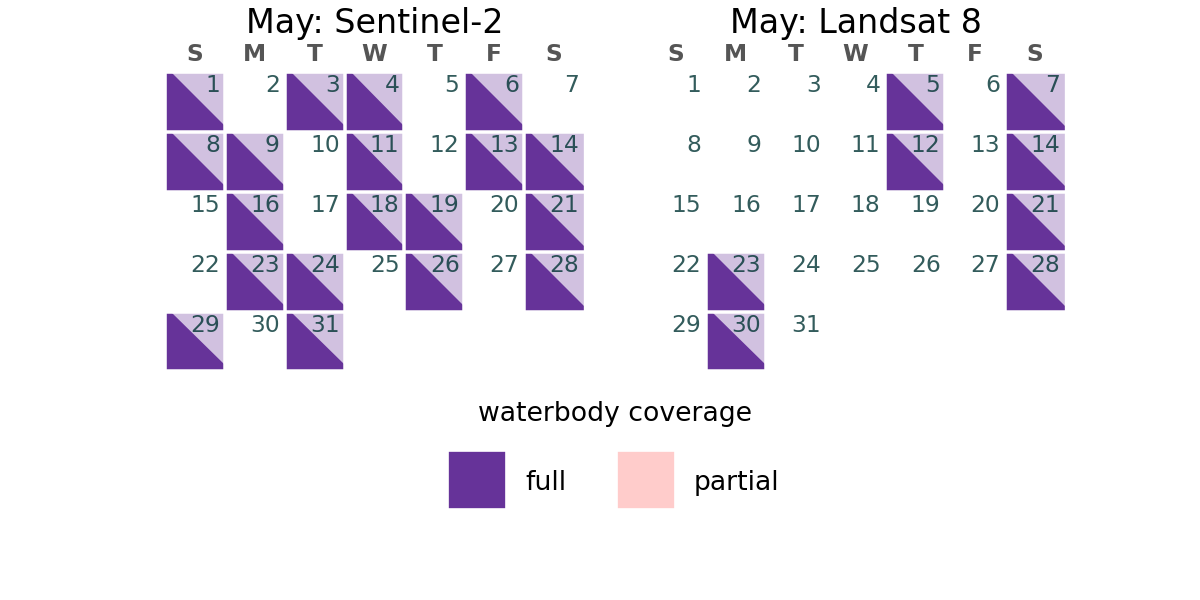 May: Sentinel-2
S M T W T F S
1 2 3 4 5 6 7
8 9 10 11 12 13 14
15 16 17 18 19 20 21
22 23 24 25 26 27 28
29 30 31
May: Landsat 8
S M T W T F S
1 2 3 4 5 6 7
8 9 10 11 12 13 14
15 16 17 18 19 20 21
22 23 24 25 26 27 28
29 30 31
waterbody coverage
full partial